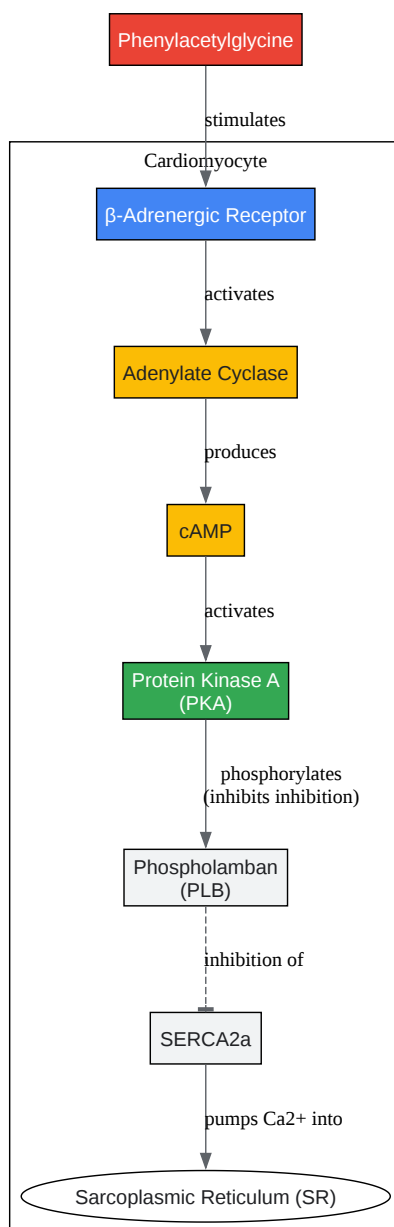 Phenylacetylglycine
stimulates
Cardiomyocyte
β-Adrenergic Receptor
activates
Adenylate Cyclase
produces
cAMP
activates
Protein Kinase A
(PKA)
phosphorylates
(inhibits inhibition)
Phospholamban
(PLB)
inhibition of
SERCA2a
pumps Ca2+ into
Sarcoplasmic Reticulum (SR)